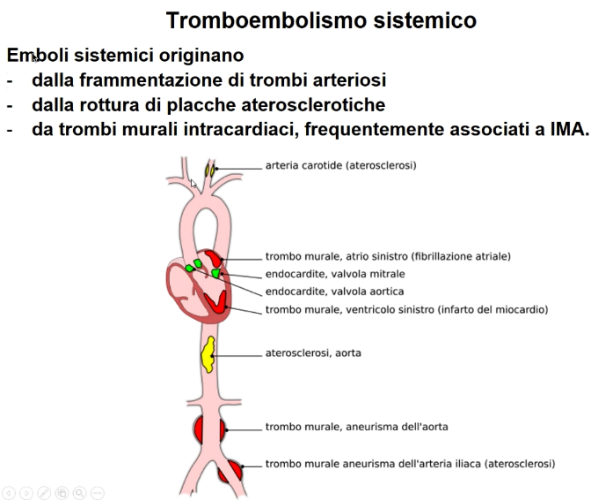 Tromboembolismo sistemico
Emboli sistemici originano
- dalla frammentazione di trombi arteriosi
- dalla rottura di placche aterosclerotiche
- da trombi murali intracardiaci, frequentemente associati a IMA.
arteria carotide (aterosclerosi)
trombo murale, atrio sinistro (fibrillazione atriale)
endocardite, valvola mitrale
endocardite, valvola aortica
trombo murale, ventricolo sinistro (infarto del miocardio)
aterosclerosi, aorta
trombo murale, aneurisma dell'aorta
trombo murale aneurisma dell'arteria iliaca (aterosclerosi)